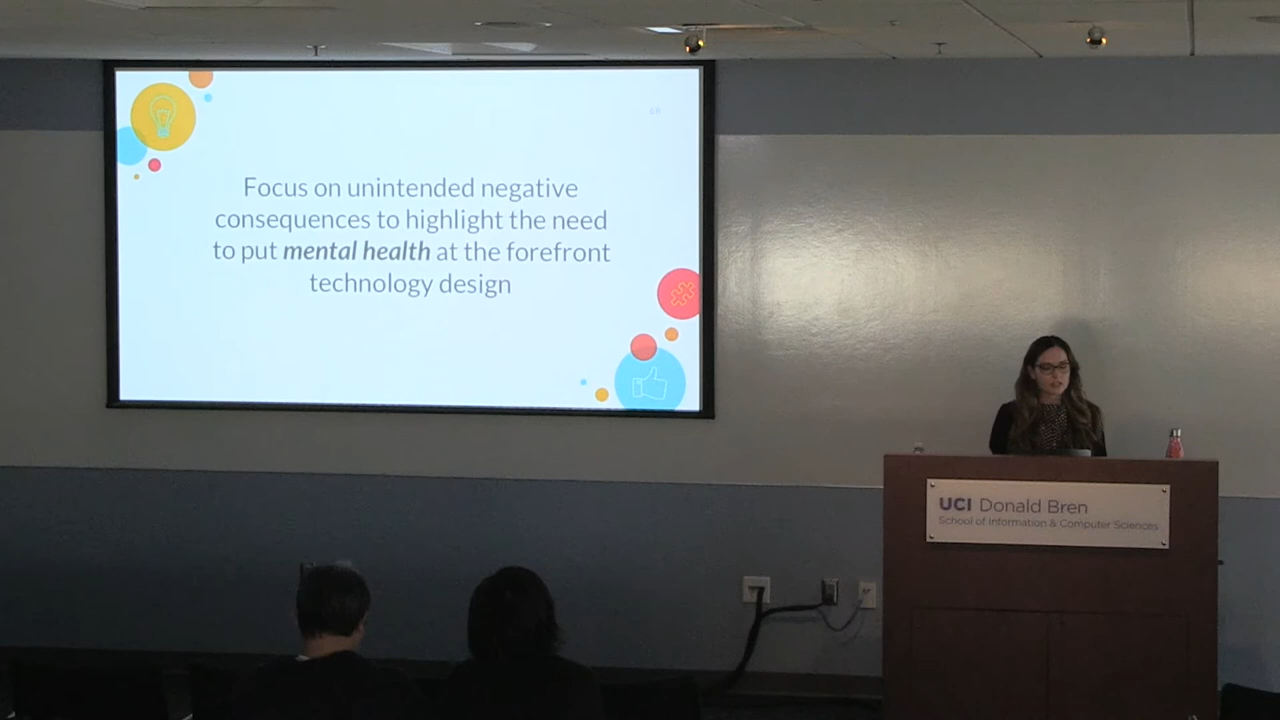 Focus on unintended negative
consequences to highlight the need
to put mental health at the forefront
technology design
UCI Donald Bren
School of Information & Computer Sciences